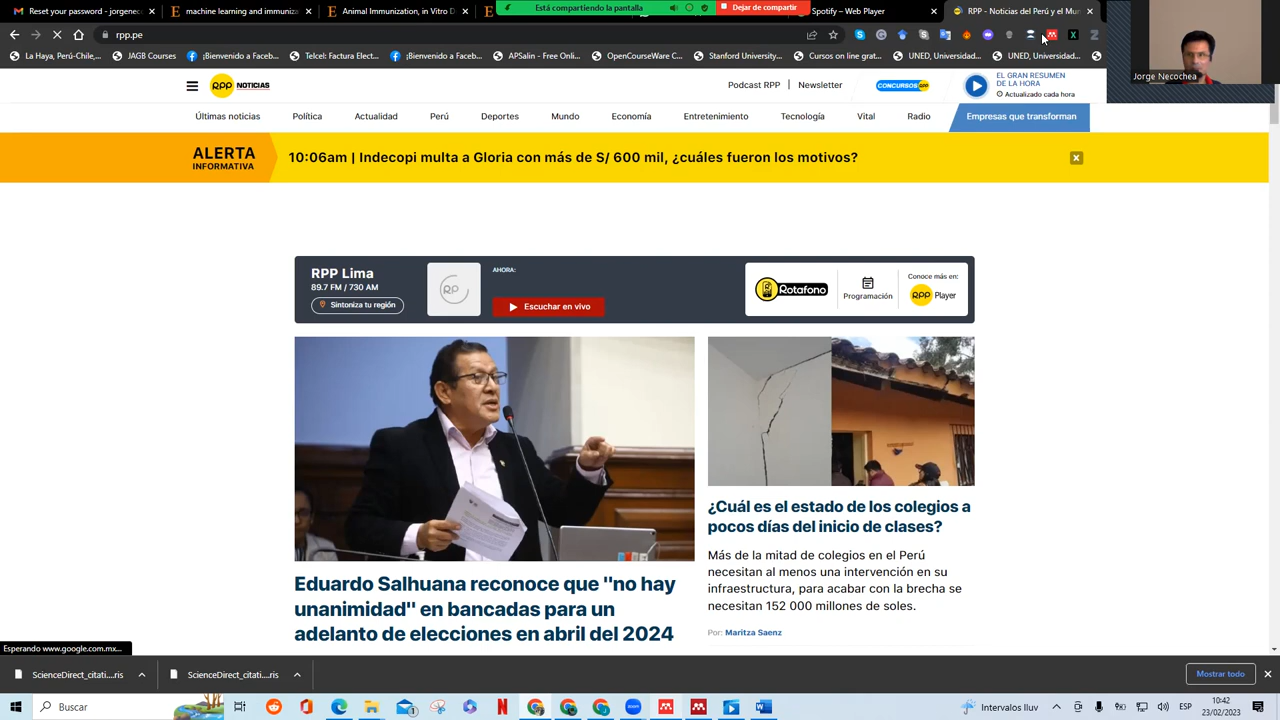 Reset your password - jorgenec
machine learning and immuniza
Animal Immunization, in Vitro D
Está compartiendo la pantalla
Dejar de compartir
Spotify – Web Player
RPP - Noticias del Perú y el Mun
rpp.pe
La Haya, Perú-Chile,...
JAGB Courses
¡Bienvenido a Faceb...
¡Bienvenido a Faceb...
APSalin - Online Cou...
OpenCourseWare C...
Stanford University...
Cursos on line grat...
UNED, Universidad...
UNED, Universidad...
Jorge Necochea
RPP NOTICIAS
Podcast RPP | Newsletter
CONCURSOS RPP
EL GRAN RESUMEN
DE LA HORA
Actualizado cada hora
Últimas noticias Política Actualidad Perú Deportes Mundo Economía Entretenimiento Tecnología Vital Radio Empresas que transforman
ALERTA
INFORMATIVA
10:06am | Indecopi multa a Gloria con más de S/ 600 mil, ¿cuáles fueron los motivos?
RPP Lima
89.7 FM / 730 AM
Sintoniza tu región
AHORA:
Escuchar en vivo
Rotafono
Programación
Conoce más en:
RPP Player
Eduardo Salhuana reconoce que "no hay
unanimidad" en bancadas para un
adelanto de elecciones en abril del 2024
¿Cuál es el estado de los colegios a
pocos días del inicio de clases?
Más de la mitad de colegios en el Perú
necesitan al menos una intervención en su
infraestructura, para acabar con la brecha se
necesitan 152 000 millones de soles.
Por: Maritza Saenz
Esperando www.google.com.mx...
ScienceDirect_citati....ris
ScienceDirect_citati....ris
Mostrar todo
Buscar
Intervalos lluv
ESP
10:42
23/02/2023